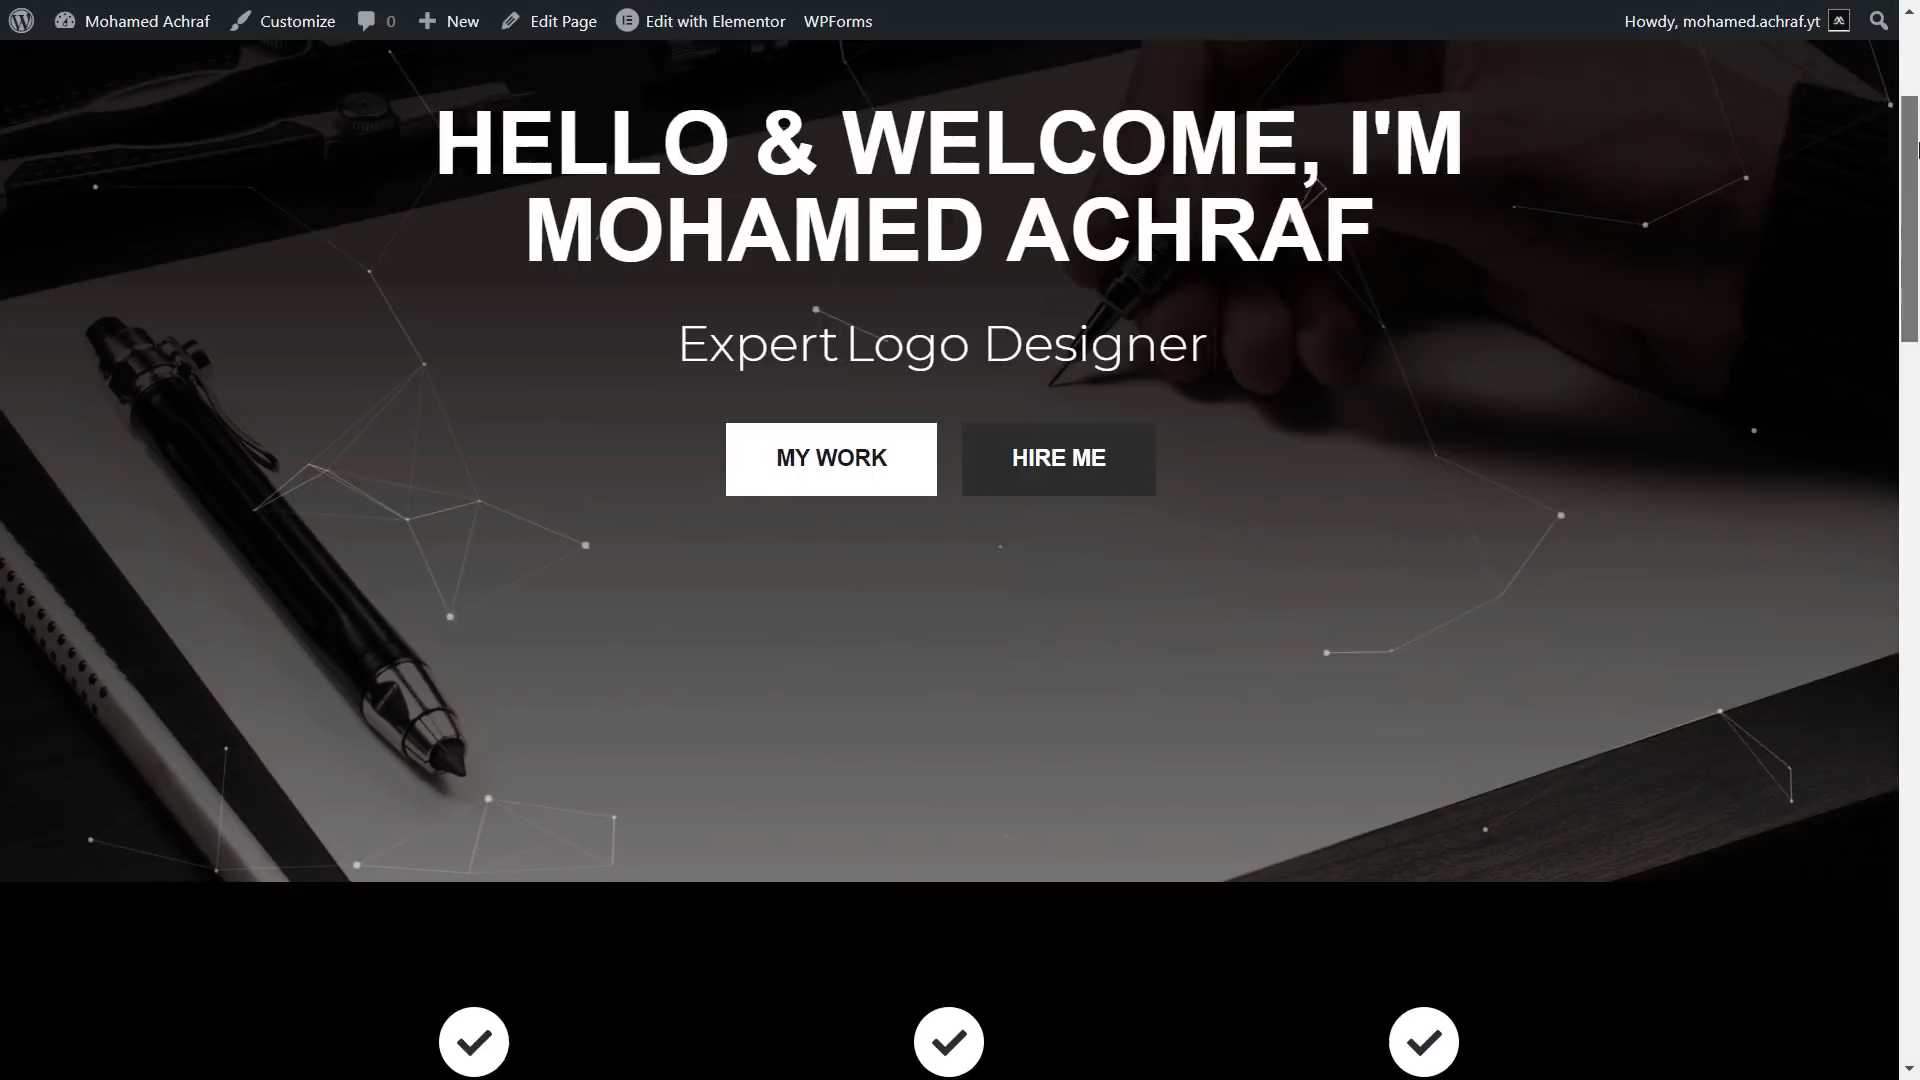 Mohamed Achraf Customize 0 New Edit Page Edit with Elementor WPForms Howdy, mohamed.achraf.yt
HELLO & WELCOME, I'M
MOHAMED ACHRAF
Expert Logo Designer
MY WORK HIRE ME